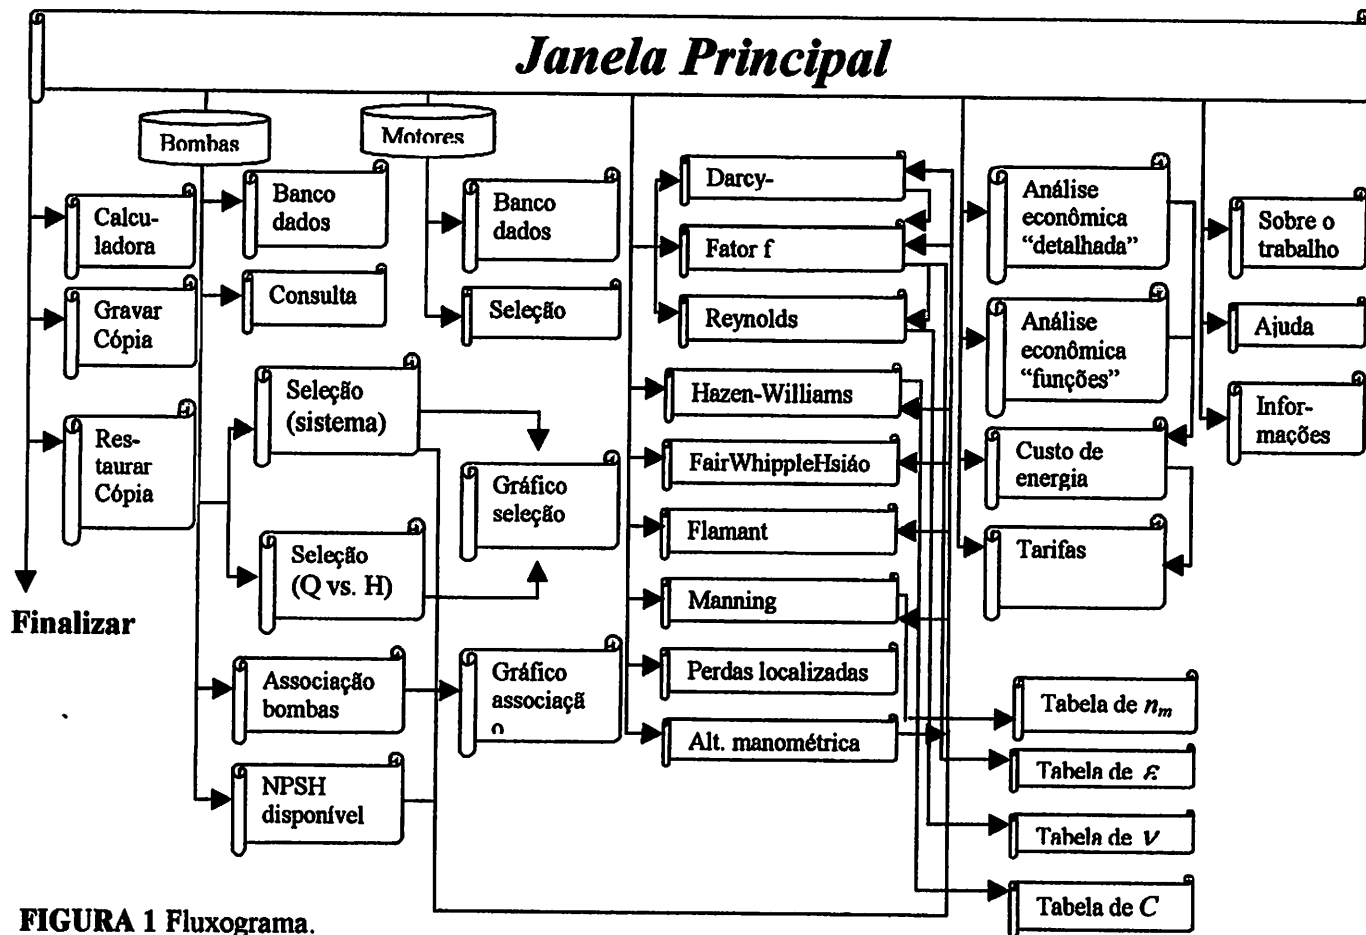 Janela Principal
Bombas
Motores
Calcu-
ladora
Gravar
Cópia
Res-
taurar
Cópia
Finalizar
Banco
dados
Consulta
Seleção
(sistema)
Seleção
(Q vs. H)
Associação
bombas
NPSH
disponível
Banco
dados
Seleção
Gráfico
seleção
Gráfico
associaçã
o
Darcy-
Fator f
Reynolds
Hazen-Williams
FairWhippleHsiáo
Flamant
Manning
Perdas localizadas
Alt. manométrica
Análise
econômica
“detalhada”
Análise
econômica
“funções”
Custo de
energia
Tarifas
Tabela de nm
Tabela de ε
Tabela de ν
Tabela de C
Sobre o
trabalho
Ajuda
Infor-
mações
FIGURA 1 Fluxograma.